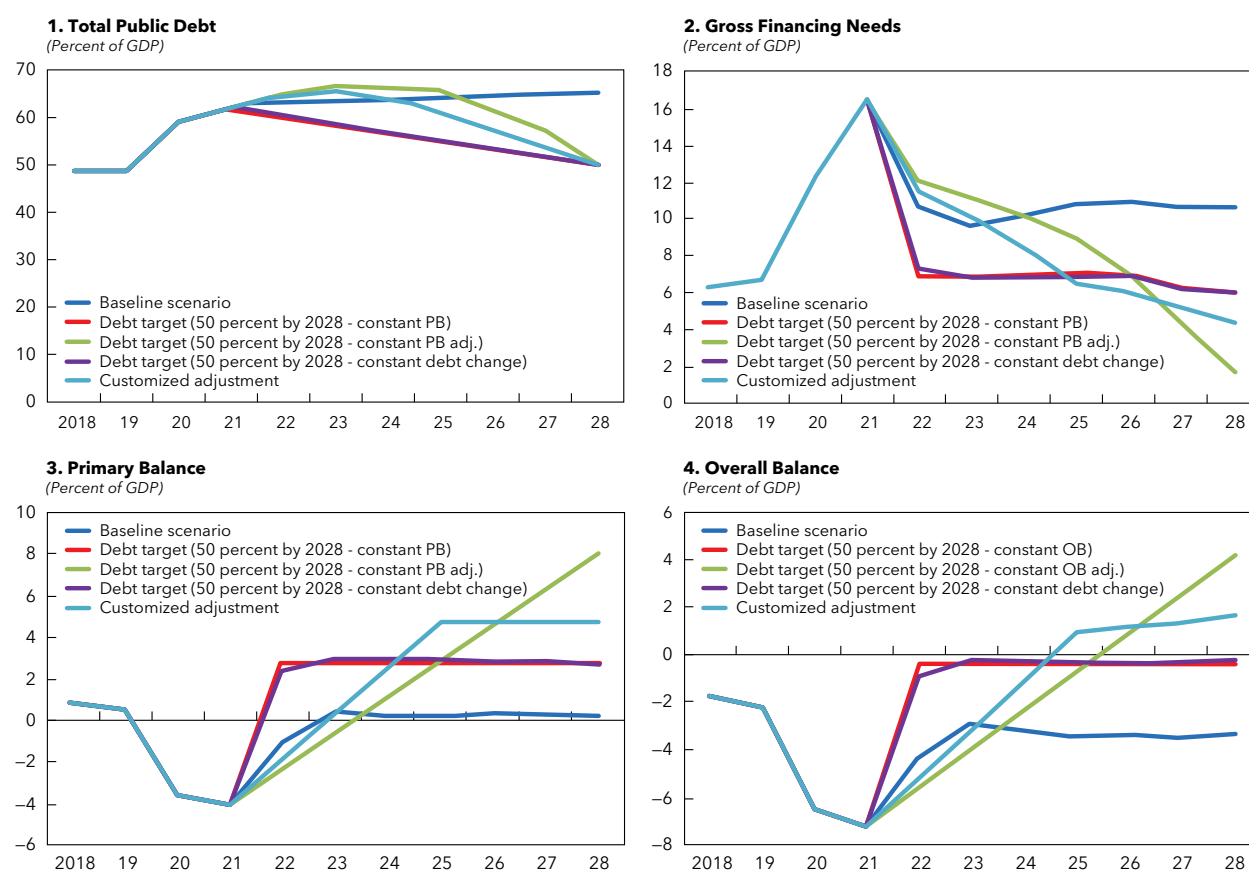 1. Total Public Debt
(Percent of GDP)
70
60
50
40
30
20
10
0
Baseline scenario
Debt target (50 percent by 2028 - constant PB)
Debt target (50 percent by 2028 - constant PB adj.)
Debt target (50 percent by 2028 - constant debt change)
Customized adjustment
2018 19 20 21 22 23 24 25 26 27 28
2. Gross Financing Needs
(Percent of GDP)
18
16
14
12
10
8
6
4
2
0
Baseline scenario
Debt target (50 percent by 2028 - constant PB)
Debt target (50 percent by 2028 - constant PB adj.)
Debt target (50 percent by 2028 - constant debt change)
Customized adjustment
2018 19 20 21 22 23 24 25 26 27 28
3. Primary Balance
(Percent of GDP)
10
8
6
4
2
0
–2
–4
–6
Baseline scenario
Debt target (50 percent by 2028 - constant PB)
Debt target (50 percent by 2028 - constant PB adj.)
Debt target (50 percent by 2028 - constant debt change)
Customized adjustment
2018 19 20 21 22 23 24 25 26 27 28
4. Overall Balance
(Percent of GDP)
6
4
2
0
–2
–4
–6
–8
Baseline scenario
Debt target (50 percent by 2028 - constant OB)
Debt target (50 percent by 2028 - constant OB adj.)
Debt target (50 percent by 2028 - constant debt change)
Customized adjustment
2018 19 20 21 22 23 24 25 26 27 28